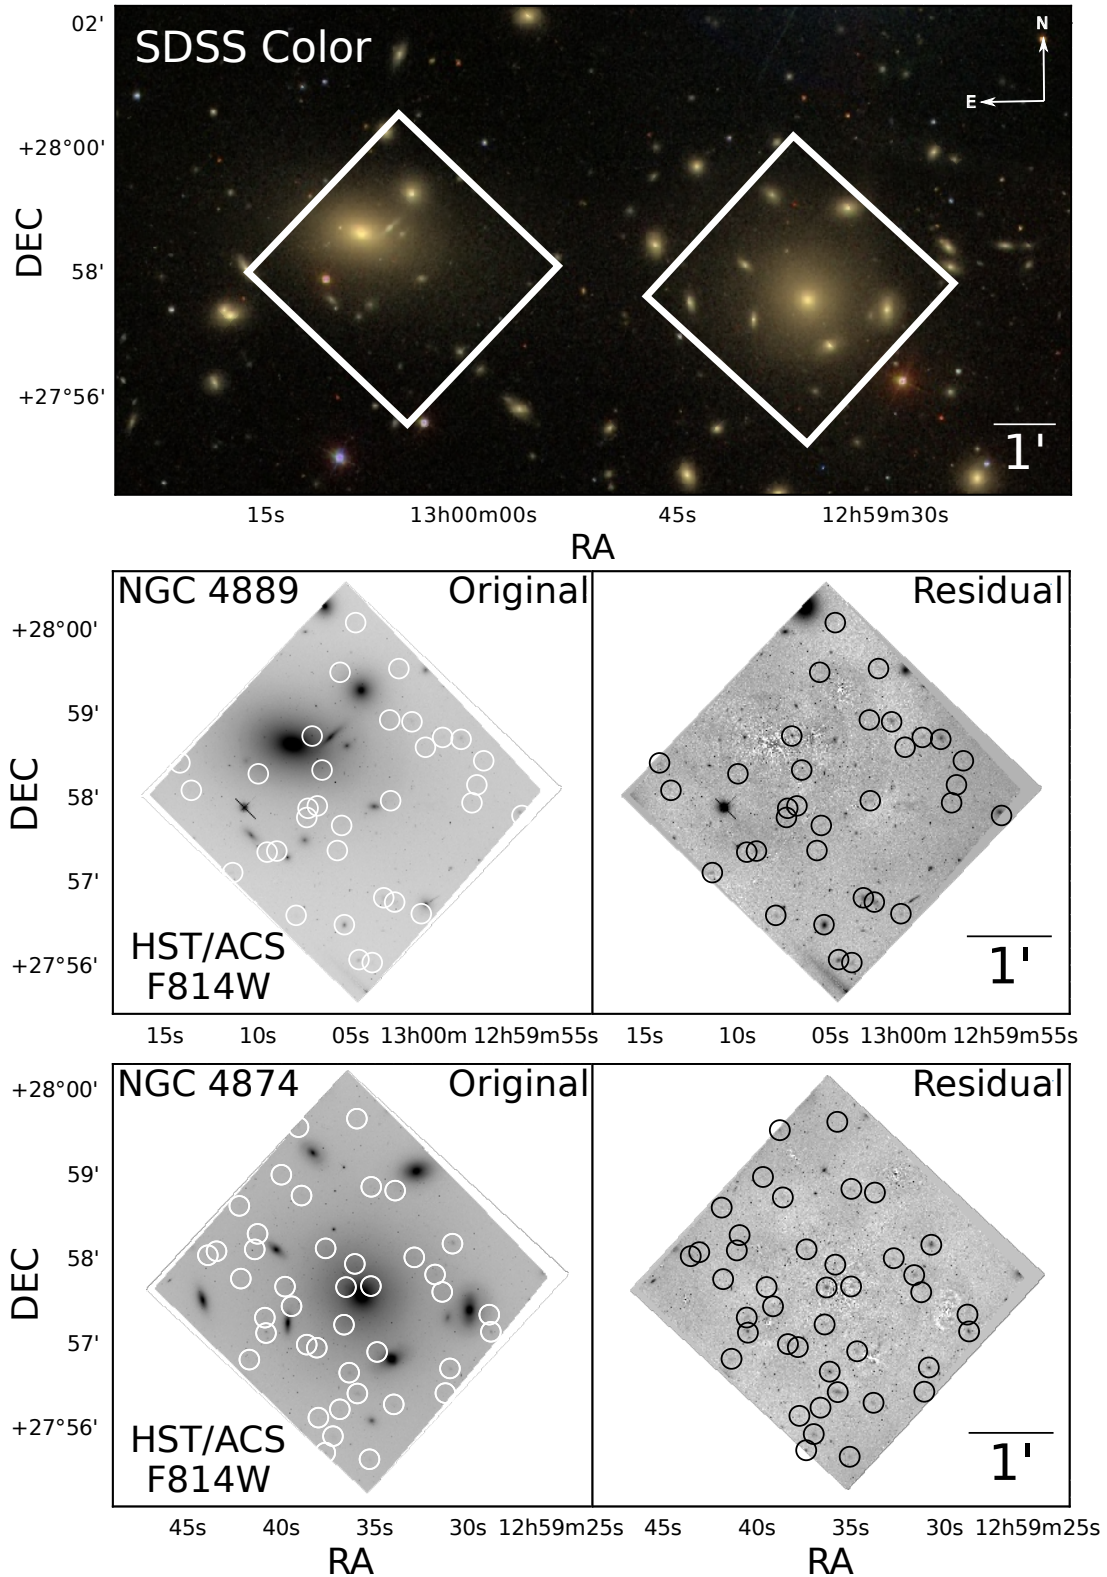 02'
SDSS Color
N
E
+28°00'
DEC
58'
+27°56'
1'
15s
13h00m00s
45s
12h59m30s
RA
NGC 4889
Original
Residual
+28°00'
59'
DEC
58'
57'
+27°56'
HST/ACS
F814W
1'
15s
10s
05s
13h00m
12h59m55s
15s
10s
05s
13h00m
12h59m55s
NGC 4874
Original
Residual
+28°00'
59'
DEC
58'
57'
+27°56'
HST/ACS
F814W
1'
45s
40s
35s
30s
12h59m25s
45s
40s
35s
30s
12h59m25s
RA
RA